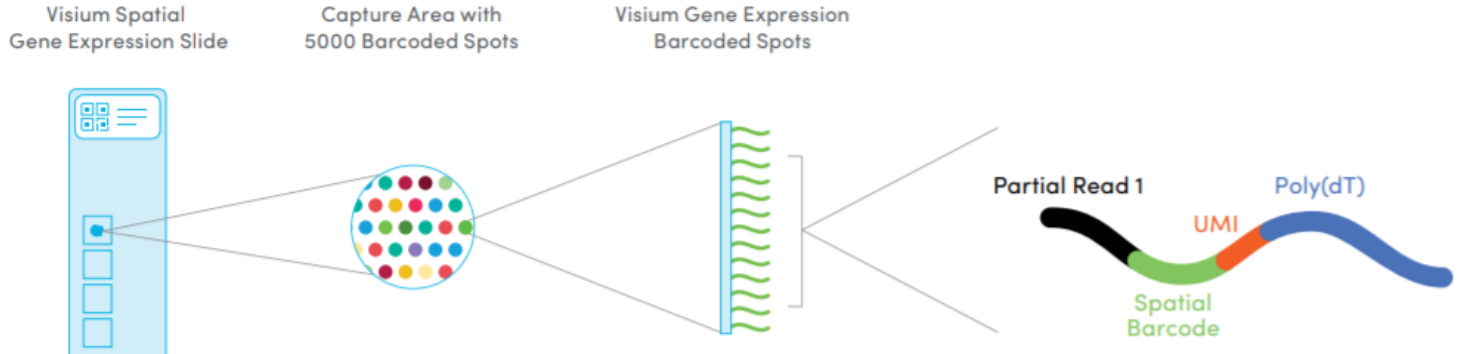 Visium Spatial
Gene Expression Slide
Capture Area with
5000 Barcoded Spots
Visium Gene Expression
Barcoded Spots
Partial Read 1
Poly(dT)
UMI
Spatial
Barcode